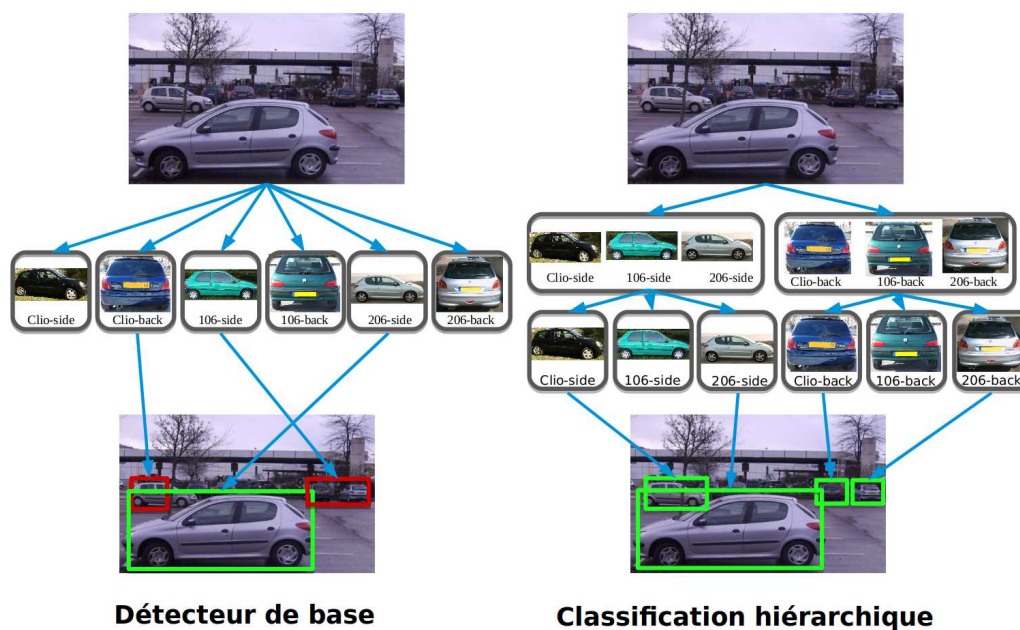 Clio-side
Clio-back
106-side
106-back
206-side
206-back
Détecteur de base
Clio-side
106-side
206-side
Clio-back
106-back
206-back
Clio-side
106-side
206-side
Clio-back
106-back
206-back
Classification hiérarchique